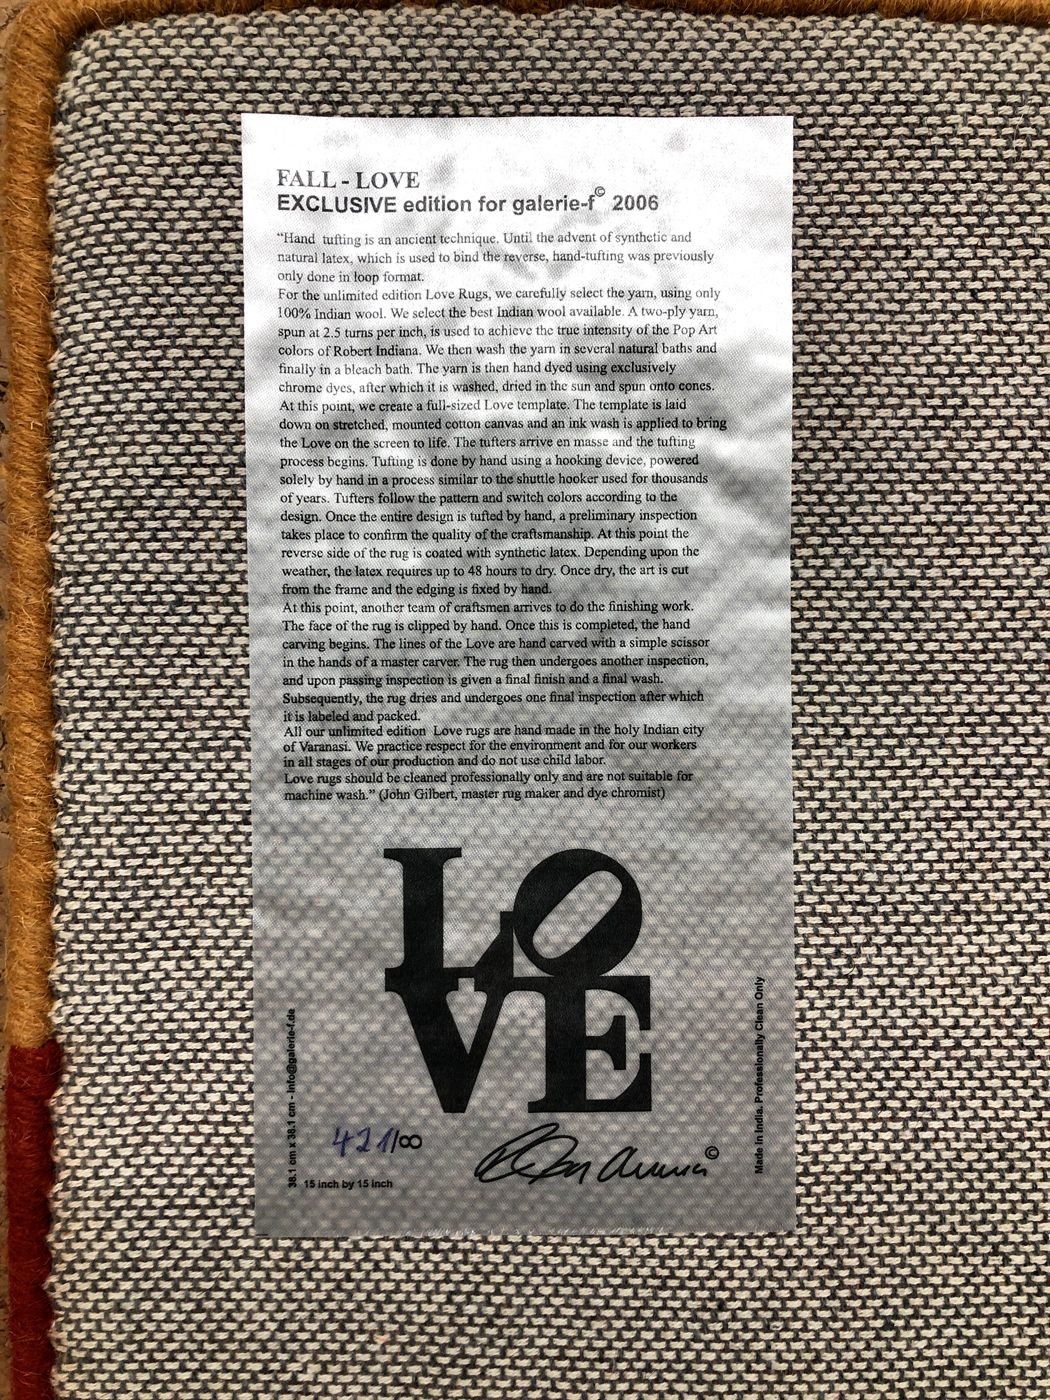 FALL - LOVE
EXCLUSIVE edition for galerie-f© 2006
“Hand tufting is an ancient technique. Until the advent of synthetic and
natural latex, which is used to bind the reverse, hand-tufting was previously
only done in loop format.
For the unlimited edition Love Rugs, we carefully select the yarn, using only
100% Indian wool. We select the best Indian wool available. A two-ply yarn,
spun at 2.5 turns per inch, is used to achieve the true intensity of the Pop Art
colors of Robert Indiana. We then wash the yarn in several natural baths and
finally in a bleach bath. The yarn is then hand dyed using exclusively
chrome dyes, after which it is washed, dried in the sun and spun onto cones.
At this point, we create a full-sized Love template. The template is laid
down on stretched, mounted cotton canvas and an ink wash is applied to bring
the Love on the screen to life. The tufters arrive en masse and the tufting
process begins. Tufting is done by hand using a hooking device, powered
solely by hand in a process similar to the shuttle hooker used for thousands
of years. Tufters follow the pattern and switch colors according to the
design. Once the entire design is tufted by hand, a preliminary inspection
takes place to confirm the quality of the craftsmanship. At this point the
reverse side of the rug is coated with synthetic latex. Depending upon the
weather, the latex requires up to 48 hours to dry. Once dry, the art is cut
from the frame and the edging is fixed by hand.
At this point, another team of craftsmen arrives to do the finishing work.
The face of the rug is clipped by hand. Once this is completed, the hand
carving begins. The lines of the Love are hand carved with a simple scissor
in the hands of a master carver. The rug then undergoes another inspection,
and upon passing inspection is given a final finish and a final wash.
Subsequently, the rug dries and undergoes one final inspection after which
it is labeled and packed.
All our unlimited edition Love rugs are hand made in the holy Indian city
of Varanasi. We practice respect for the environment and for our workers
in all stages of our production and do not use child labor.
Love rugs should be cleaned professionally only and are not suitable for
machine wash.” (John Gilbert, master rug maker and dye chromist)
LO
VE
38.1 cm x 38.1 cm - info@galerie-f.de
421/∞
15 inch by 15 inch
©
Made in India. Professionally Clean Only